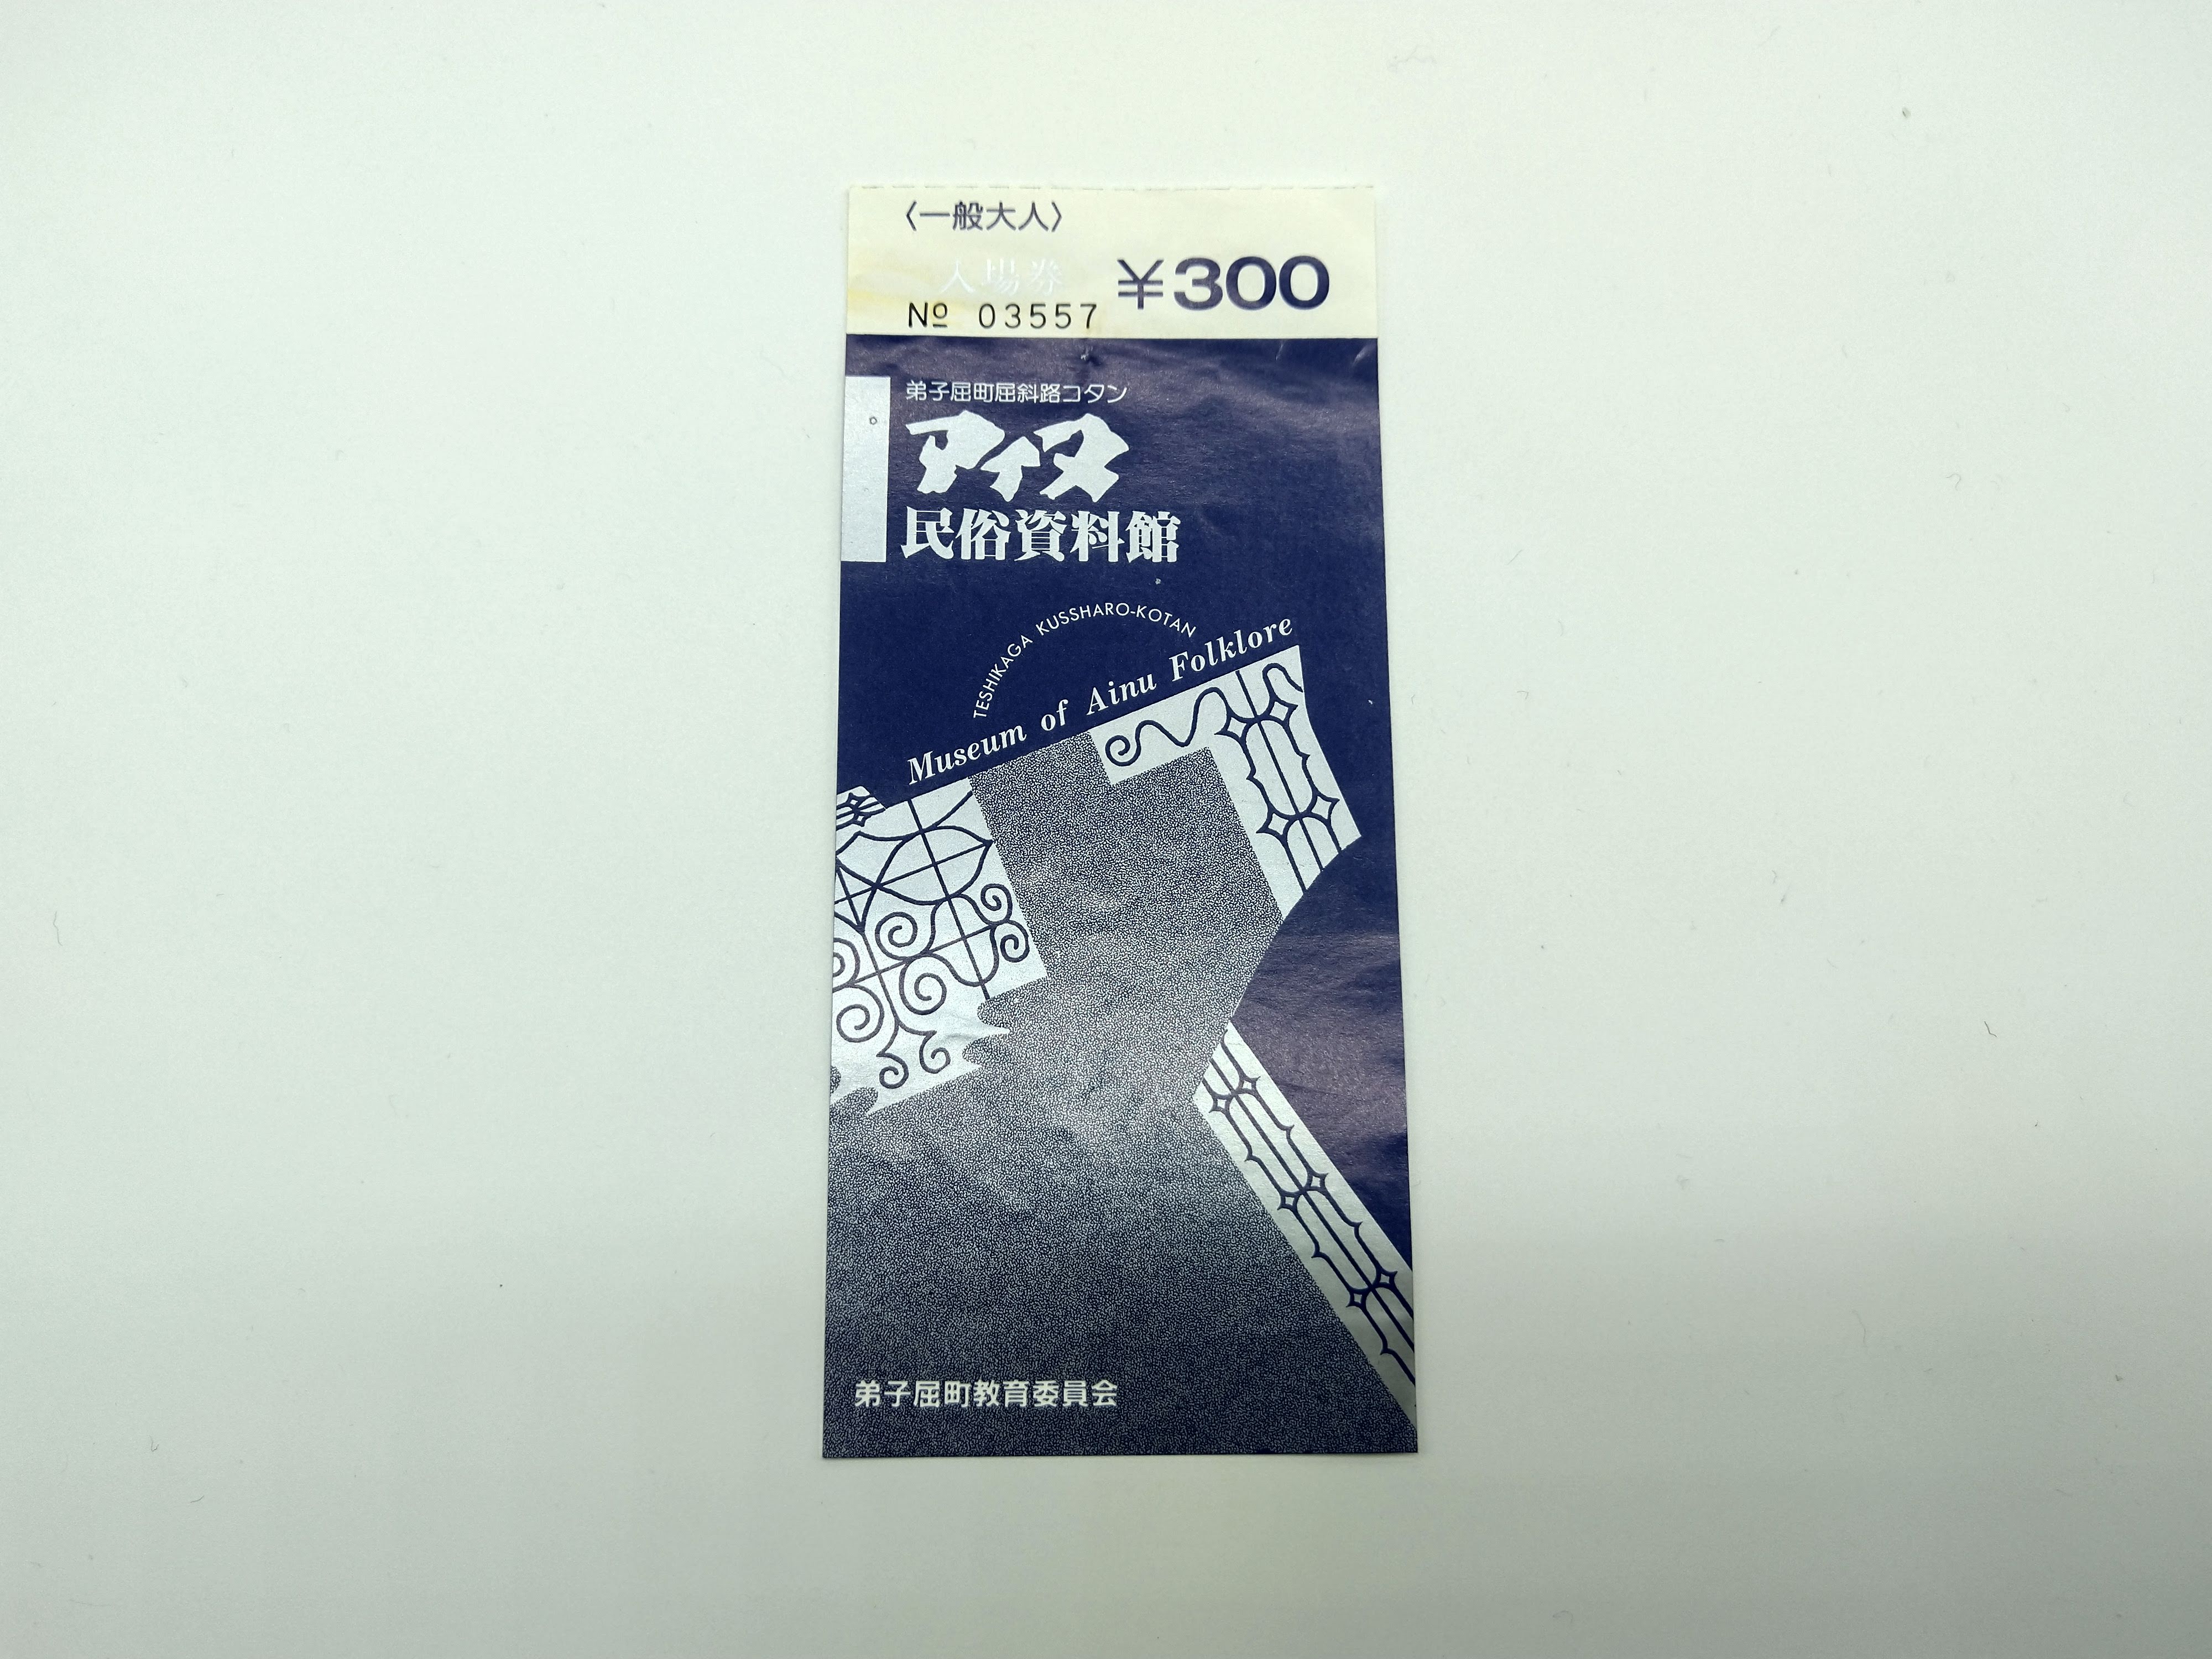 〈一般大人〉
入場券 ¥300
№ 03557
弟子屈町屈斜路コタン
アイヌ
民俗資料館
TESHIKAGA KUSSHARO-KOTAN
Museum of Ainu Folklore
弟子屈町教育委員会